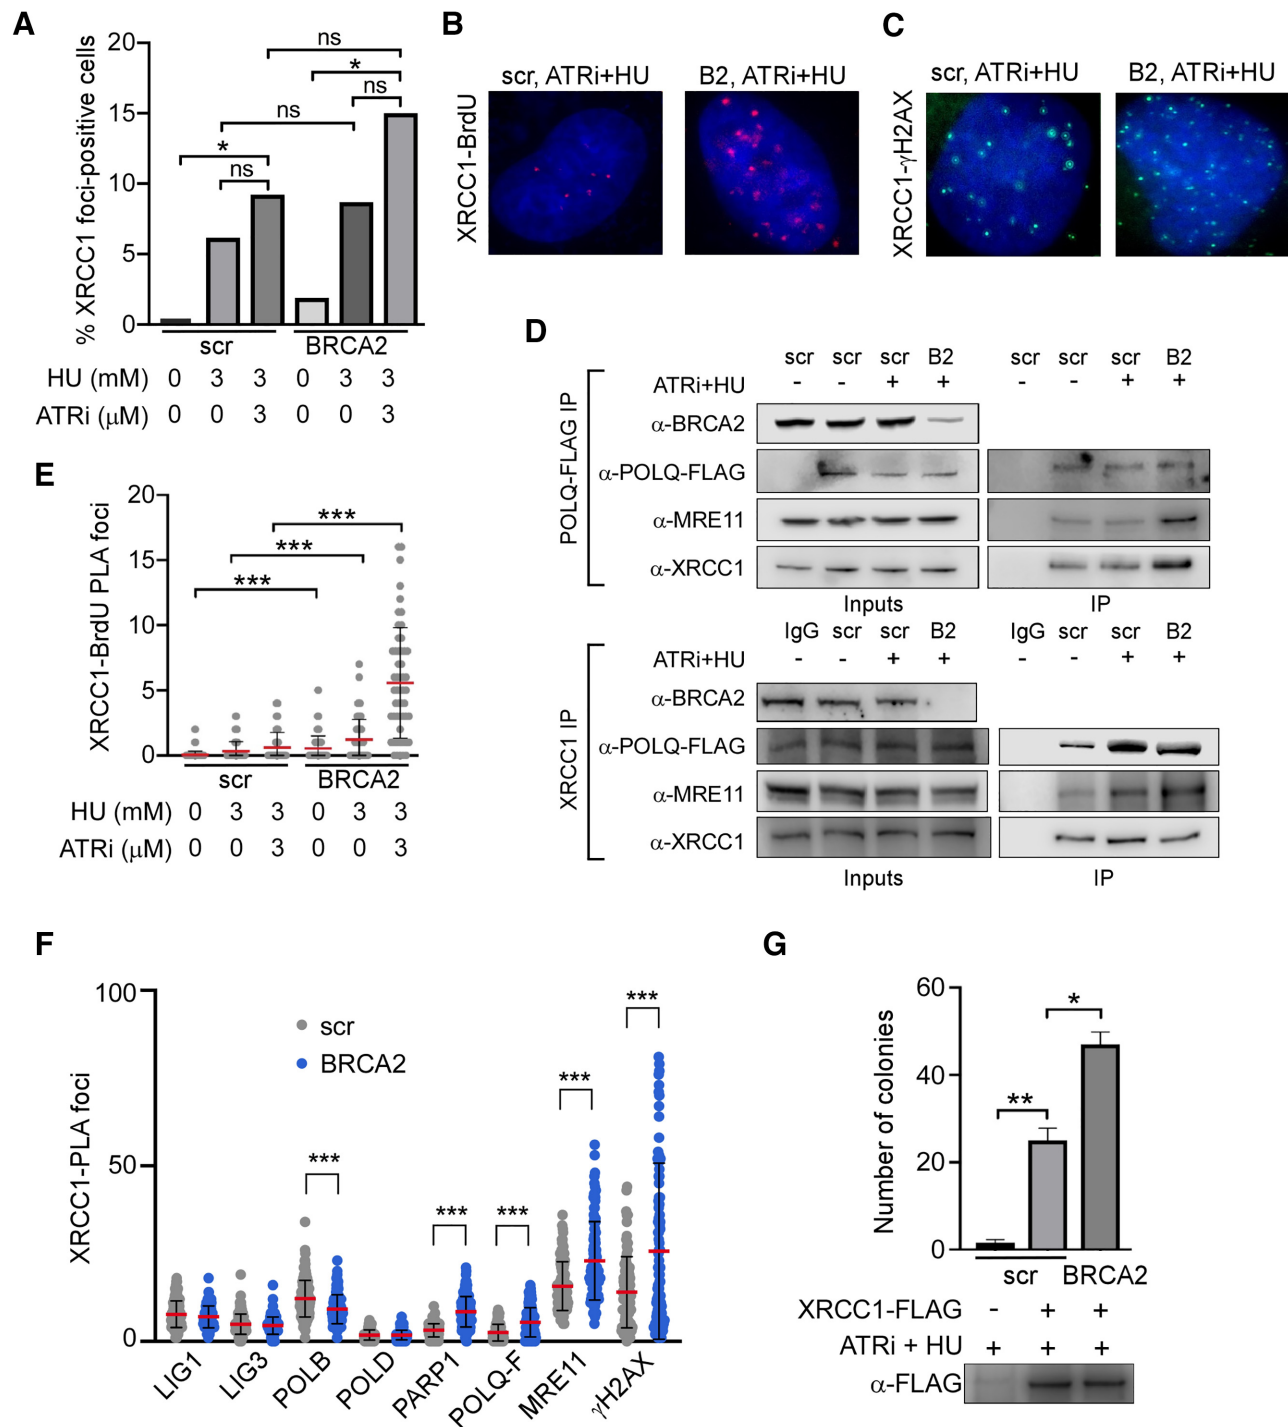 A
% XRCC1 foci-positive cells
20
15
10
5
0
ns
*
ns
ns
*
ns
scr BRCA2
HU (mM) 0 3 3 0 3 3
ATRi (μM) 0 0 3 0 0 3
B
scr, ATRi+HU B2, ATRi+HU
XRCC1-BrdU
C
scr, ATRi+HU B2, ATRi+HU
XRCC1-γH2AX
D
POLQ-FLAG IP
scr scr scr B2 scr scr scr B2
ATRi+HU - - + + - - + +
α-BRCA2
α-POLQ-FLAG
α-MRE11
α-XRCC1
Inputs IP
XRCC1 IP
IgG scr scr B2 IgG scr scr B2
ATRi+HU - - + + - - + +
α-BRCA2
α-POLQ-FLAG
α-MRE11
α-XRCC1
Inputs IP
E
XRCC1-BrdU PLA foci
20
15
10
5
0
***
***
***
scr BRCA2
HU (mM) 0 3 3 0 3 3
ATRi (μM) 0 0 3 0 0 3
F
XRCC1-PLA foci
100
50
0
scr
BRCA2
***
***
***
***
***
LIG1 LIG3 POLB POLD PARP1 POLQ-F MRE11 γH2AX
G
Number of colonies
60
40
20
0
**
*
scr BRCA2
XRCC1-FLAG - + +
ATRi + HU + + +
α-FLAG